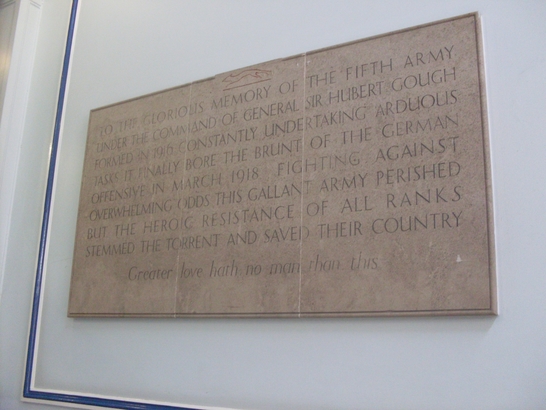 TO THE GLORIOUS MEMORY OF THE FIFTH ARMY
UNDER THE COMMAND OF GENERAL SIR HUBERT GOUGH
FORMED IN 1916 CONSTANTLY UNDERTAKING ARDUOUS
TASKS IT FINALLY BORE THE BRUNT OF THE GERMAN
OFFENSIVE IN MARCH 1918 FIGHTING AGAINST
OVERWHELMING ODDS THIS GALLANT ARMY PERISHED
BUT THE HEROIC RESISTANCE OF ALL RANKS
STEMMED THE TORRENT AND SAVED THEIR COUNTRY
Greater love hath no man than this